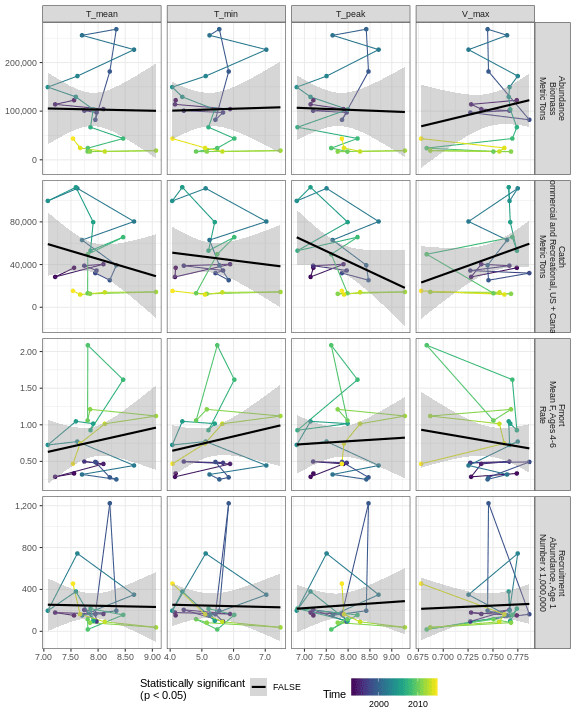 T_mean T_min T_peak V_max
200,000
100,000
0
Abundance
Biomass
Metric Tons
80,000
40,000
0
Catch
ommercial and Recreational, US + Cana
Metric Tons
2.00
1.50
1.00
0.50
Fmort
Mean F, Ages 4-6
Rate
1,200
800
400
0
Recruitment
Abundance, Age 1
Number x 1,000,000
7.00 7.50 8.00 8.50 9.00 4.0 5.0 6.0 7.0 7.00 7.50 8.00 8.50 9.00 0.675 0.700 0.725 0.750 0.775
Statistically significant
(p < 0.05)
FALSE
Time
2000 2010